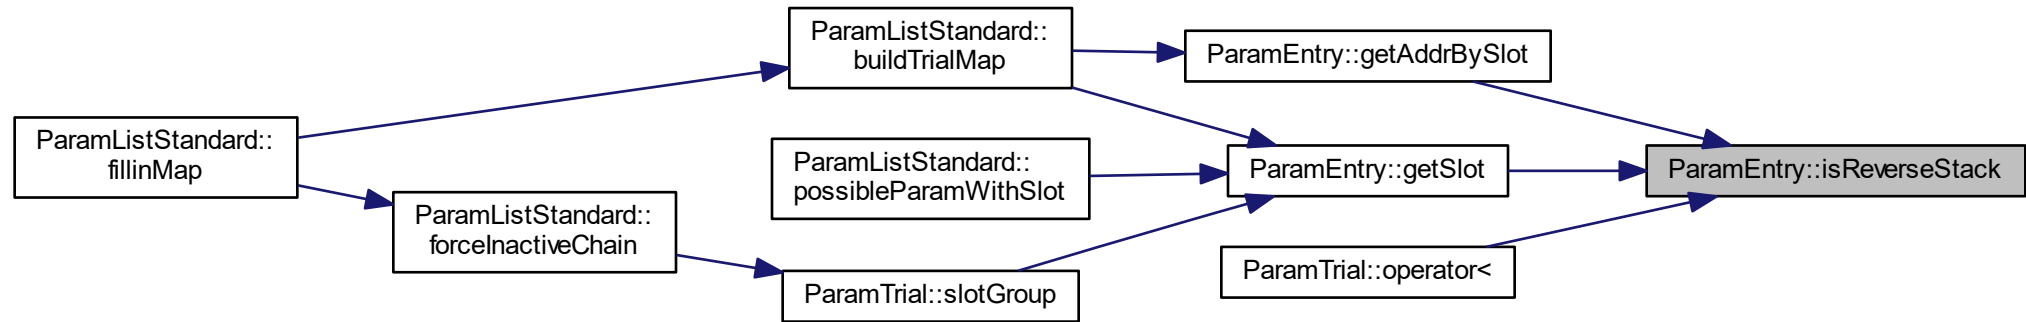 ParamListStandard::
buildTrialMap
ParamEntry::getAddrBySlot
ParamListStandard::
fillinMap
ParamListStandard::
possibleParamWithSlot
ParamEntry::getSlot
ParamEntry::isReverseStack
ParamListStandard::
forceInactiveChain
ParamTrial::operator<
ParamTrial::slotGroup